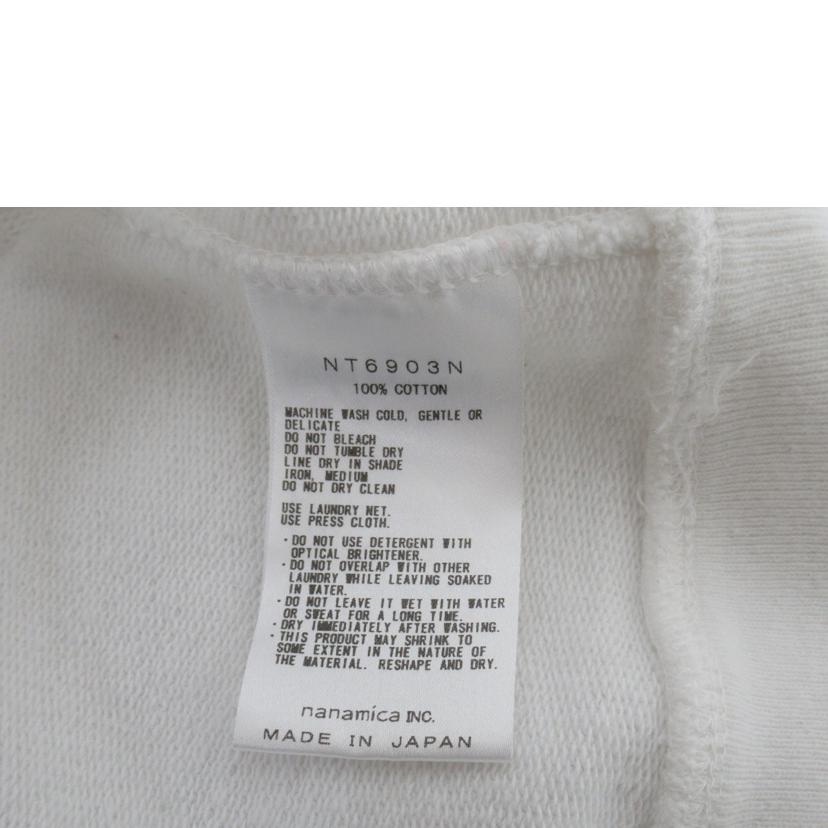 NT6903N
100% COTTON
MACHINE WASH COLD, GENTLE OR
DELICATE
DO NOT BLEACH
DO NOT TUMBLE DRY
LINE DRY IN SHADE
IRON, MEDIUM
DO NOT DRY CLEAN
USE LAUNDRY NET.
USE PRESS CLOTH.
・DO NOT USE DETERGENT WITH
OPTICAL BRIGHTENER.
・DO NOT OVERLAP WITH OTHER
LAUNDRY WHILE LEAVING SOAKED
IN WATER.
・DO NOT LEAVE IT WET WITH WATER
OR SWEAT FOR A LONG TIME.
・DRY IMMEDIATELY AFTER WASHING.
・THIS PRODUCT MAY SHRINK TO
SOME EXTENT IN THE NATURE OF
THE MATERIAL. RESHAPE AND DRY.
nanamica INC.
MADE IN JAPAN